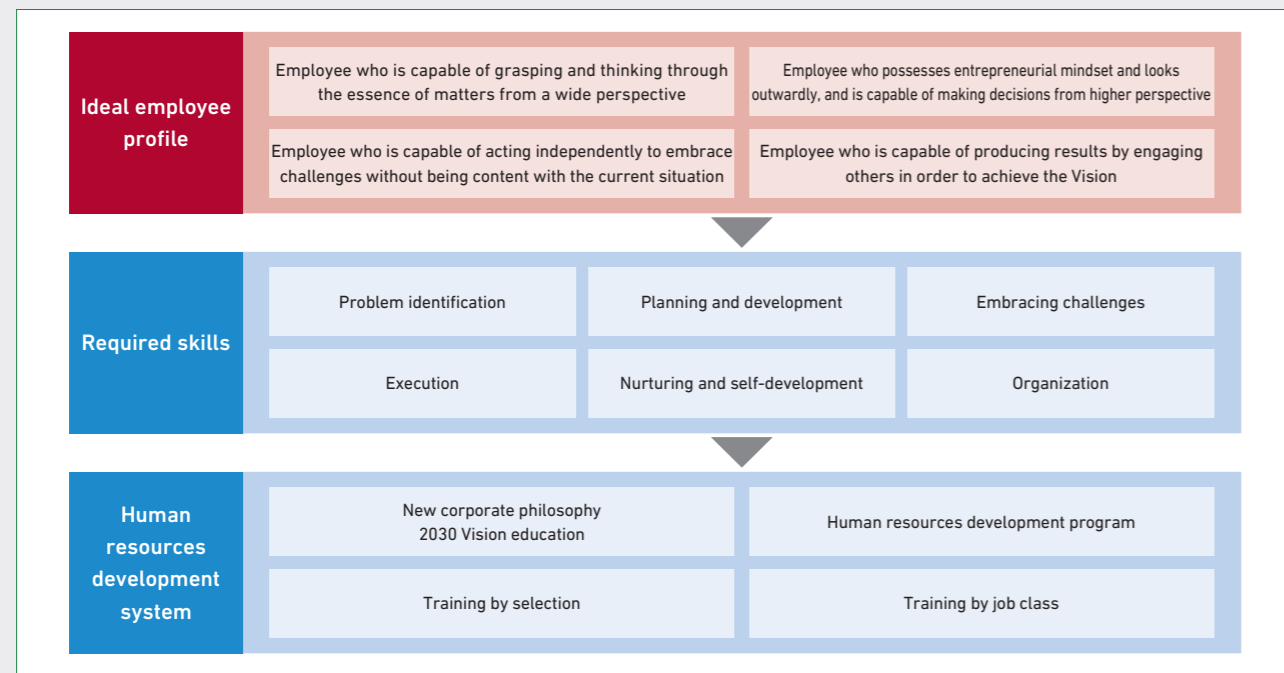 Ideal employee
profile
Employee who is capable of grasping and thinking through
the essence of matters from a wide perspective
Employee who possesses entrepreneurial mindset and looks
outwardly, and is capable of making decisions from higher perspective
Employee who is capable of acting independently to embrace
challenges without being content with the current situation
Employee who is capable of producing results by engaging
others in order to achieve the Vision
Required skills
Problem identification
Planning and development
Embracing challenges
Execution
Nurturing and self-development
Organization
Human
resources
development
system
New corporate philosophy
2030 Vision education
Human resources development program
Training by selection
Training by job class